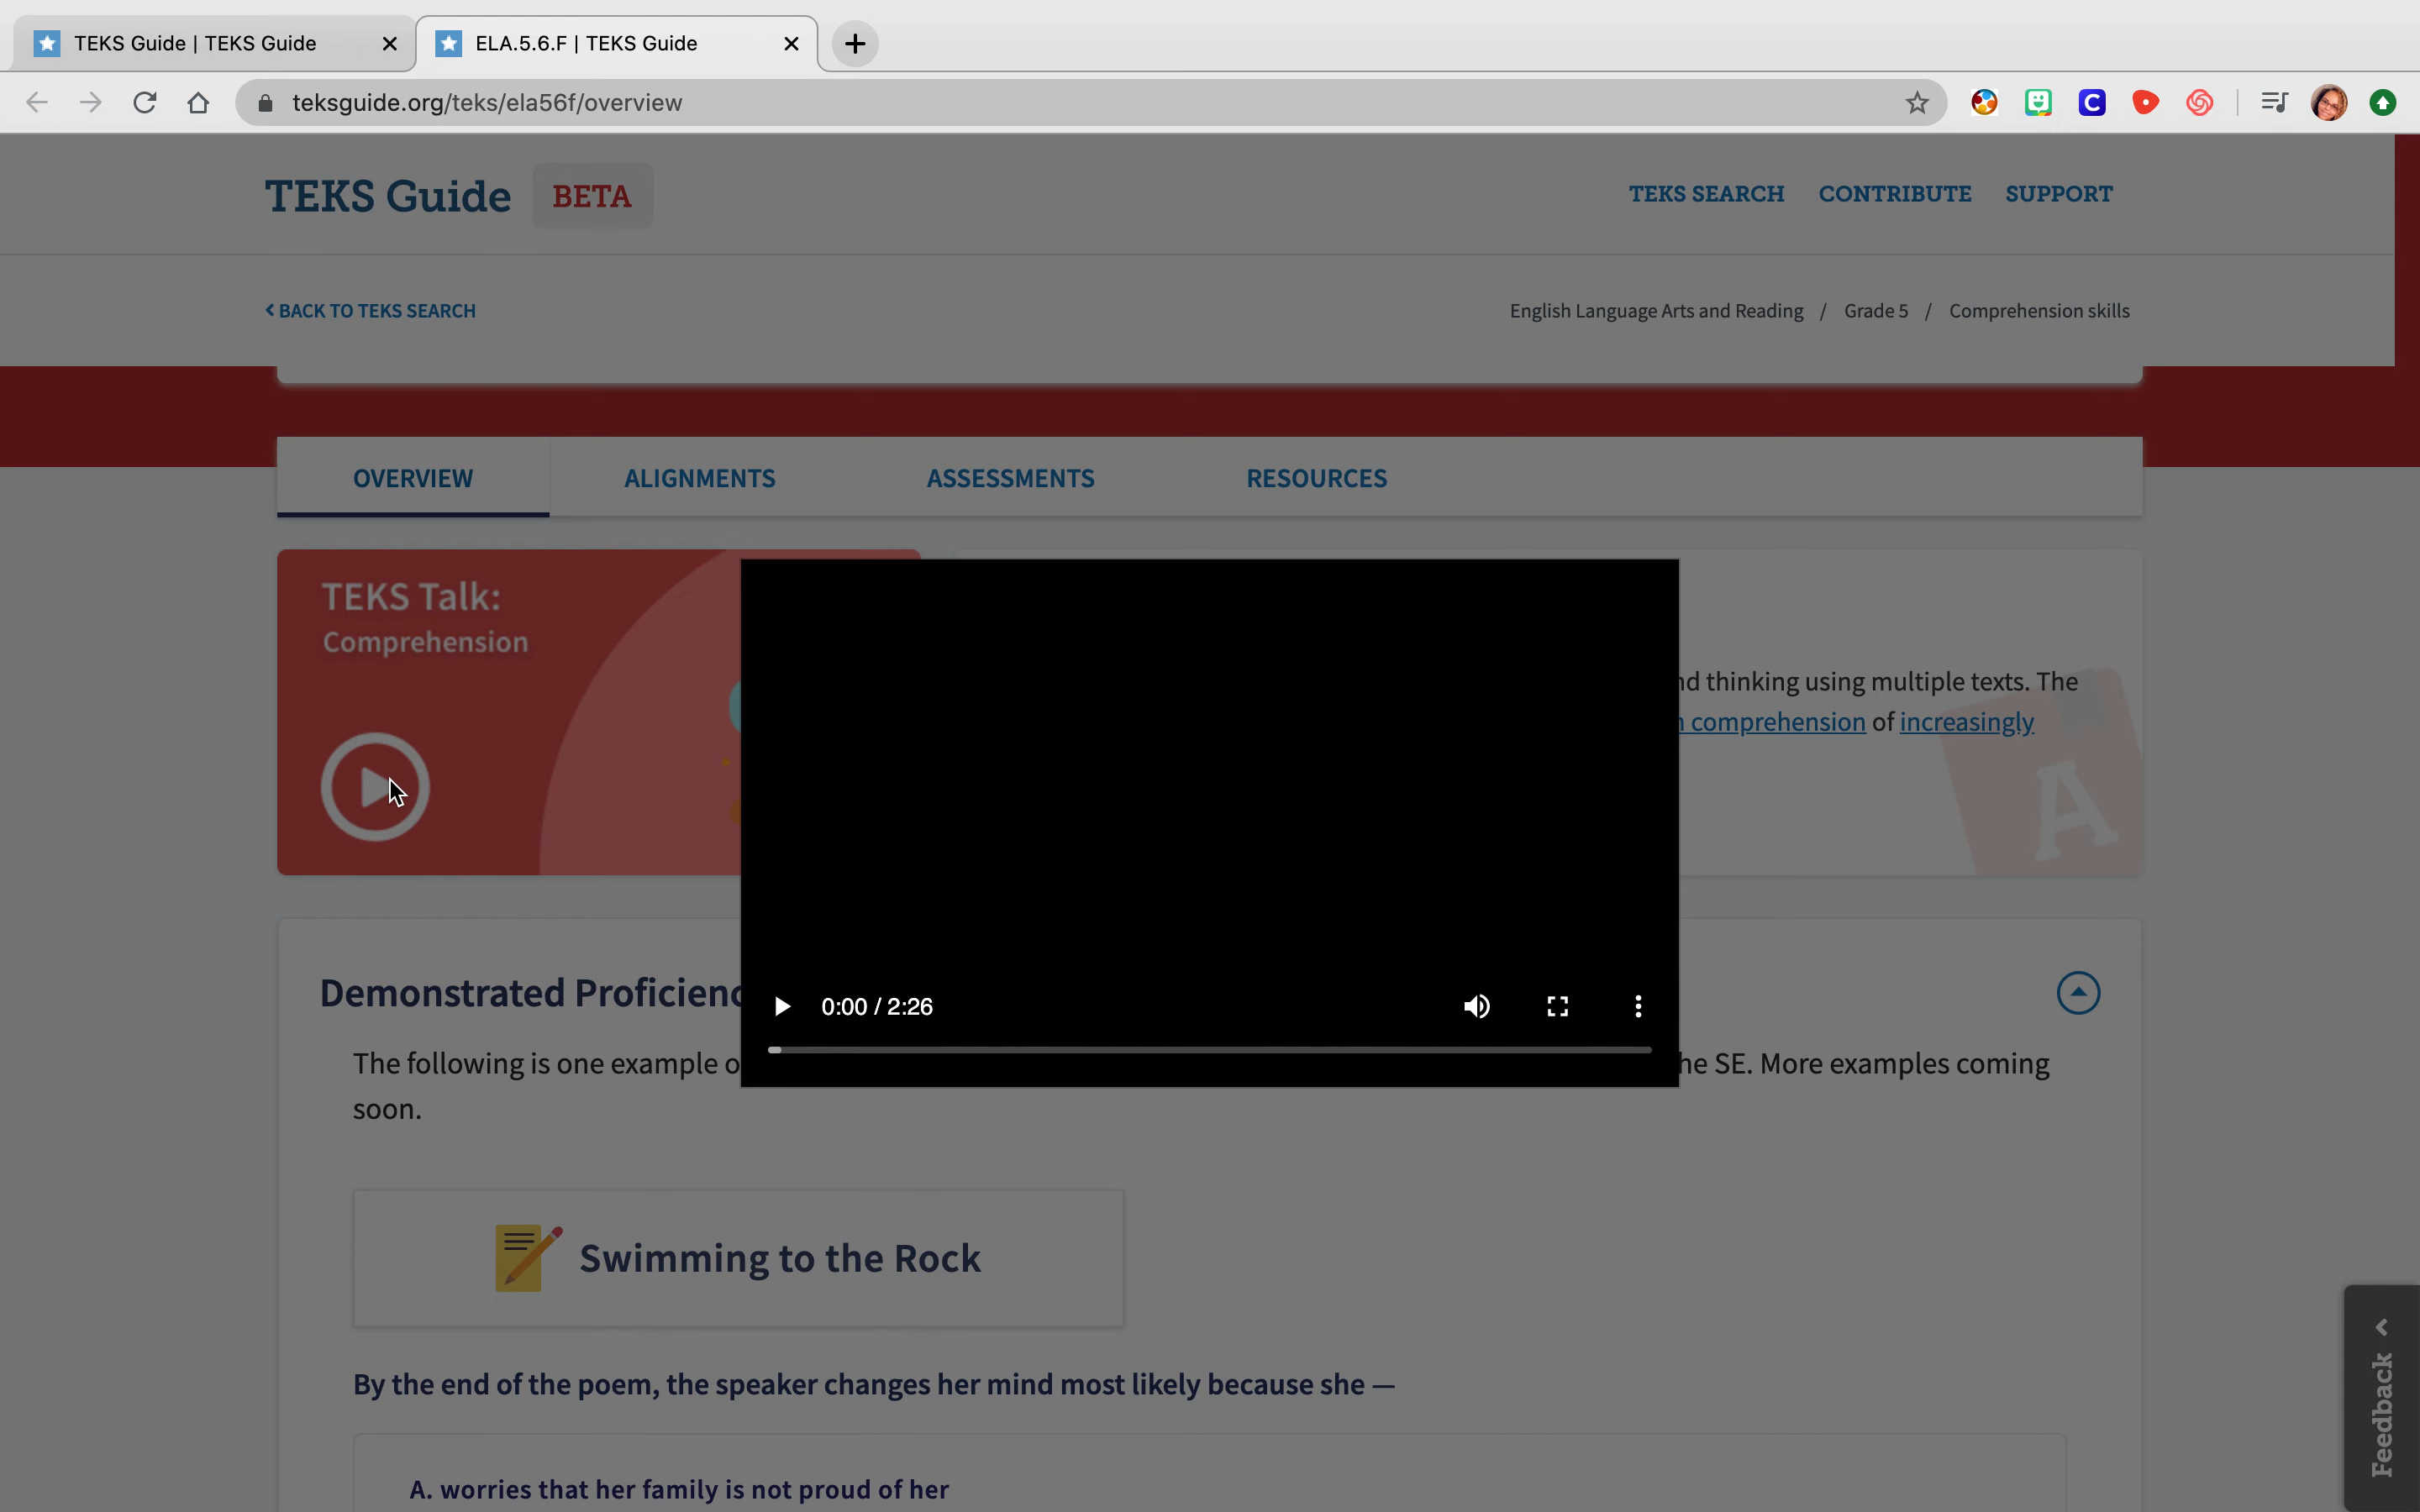 TEKS Guide | TEKS Guide
ELA.5.6.F | TEKS Guide
teksguide.org/teks/ela56f/overview
TEKS Guide BETA
TEKS SEARCH CONTRIBUTE SUPPORT
BACK TO TEKS SEARCH
English Language Arts and Reading / Grade 5 / Comprehension skills
OVERVIEW ALIGNMENTS ASSESSMENTS RESOURCES
TEKS Talk:
Comprehension
thinking using multiple texts. The
comprehension of increasingly
A
0:00 / 2:26
Demonstrated
The following is one example
he SE. More examples coming
soon.
Swimming to the Rock
By the end of the poem, the speaker changes her mind most likely because she —
A. worries that her family is not proud of her
Feedback